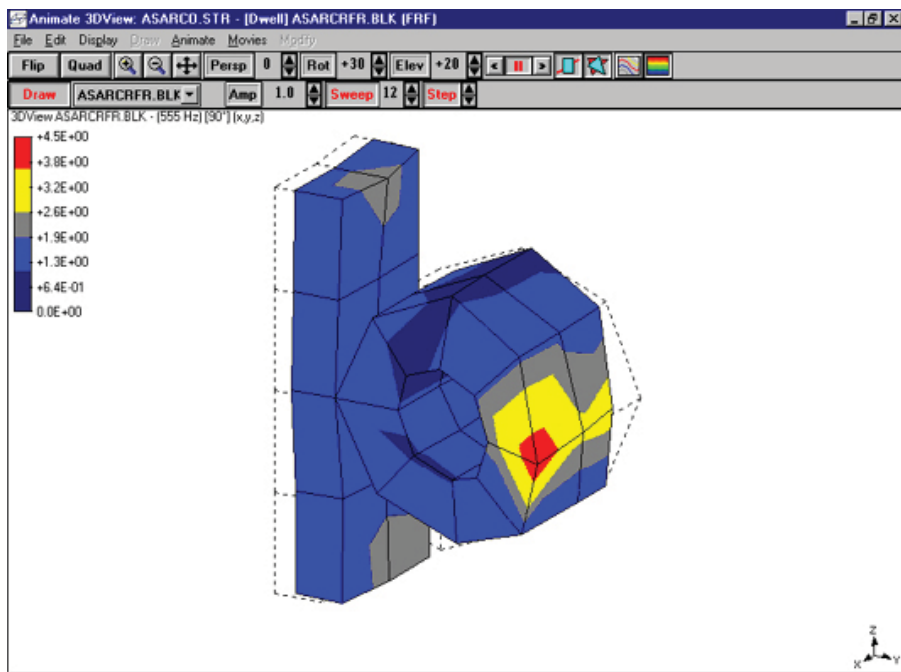 Animate 3DView: ASARCO.STR - [Dwell] ASARCRFR.BLK (FRF)
File Edit Display Draw Animate Movies Modify
Flip Quad Persp 0 Rot +30 Elev +20 < >
Draw ASARCRFR.BLK Amp 1.0 Sweep 12 Step
3DView ASARCRFR.BLK - (555 Hz) [90°] (x,y,z)
+4.5E+00
+3.8E+00
+3.2E+00
+2.6E+00
+1.9E+00
+1.3E+00
+6.4E-01
0.0E+00
Z
X Y